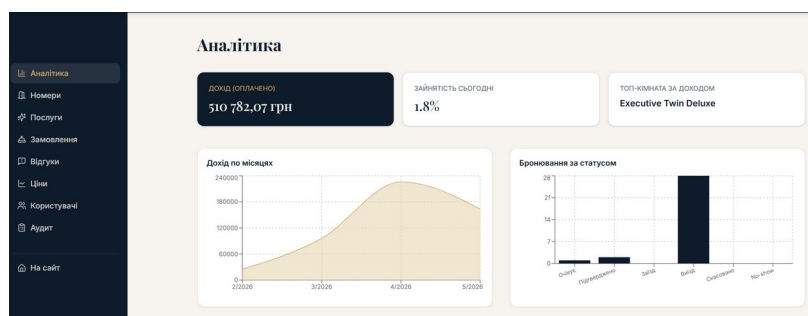 Аналітика
Номери
Послуги
Замовлення
Відгуки
Ціни
Користувачі
Аудит
На сайт
Аналітика
ДОХІД (ОПЛАЧЕНО)
510 782,07 грн
ЗАЙНЯТІСТЬ СЬОГОДНІ
1.8%
ТОП-КІМНАТА ЗА ДОХОДОМ
Executive Twin Deluxe
Дохід по місяцях
240000
180000
120000
60000
0
2/2026 3/2026 4/2026 5/2026
Бронювання за статусом
28
21
14
7
0
Очікує Підтверджено Заїзд Виїзд Скасовано No-show